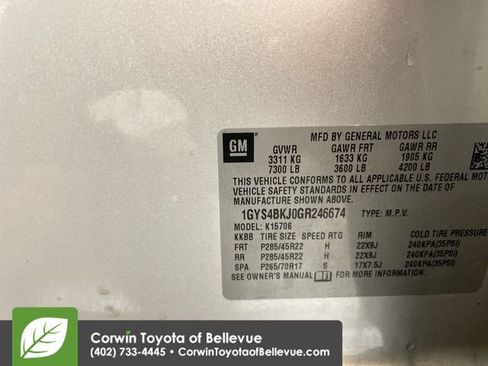 GM
MFD BY GENERAL MOTORS LLC
GVWR GAWR FRT GAWR RR
3311 KG 1633 KG 1905 KG
7300 LB 3600 LB 4200 LB
THIS VEHICLE CONFORMS TO ALL APPLICABLE U.S.
VEHICLE SAFETY STANDARDS IN EFFECT ON THE DATE OF
MANUFACTURE SHOWN ABOVE.
1GYS4BKJ0GR246674 TYPE: M.P.V.
MODEL: K15706
KKBB TIRE SIZE SPEED RTG RIM COLD TIRE PRESSURE
FRT P285/45R22 H 22X9J 240KPA(35PSI)
RR P285/45R22 H 22X9J 240KPA(35PSI)
SPA P265/70R17 S 17X7.5J 240KPA(35PSI)
SEE OWNER'S MANUAL FOR MORE INFORMATION.
Corwin Toyota of Bellevue
(402) 733-4445 • CorwinToyotaofBellevue.com